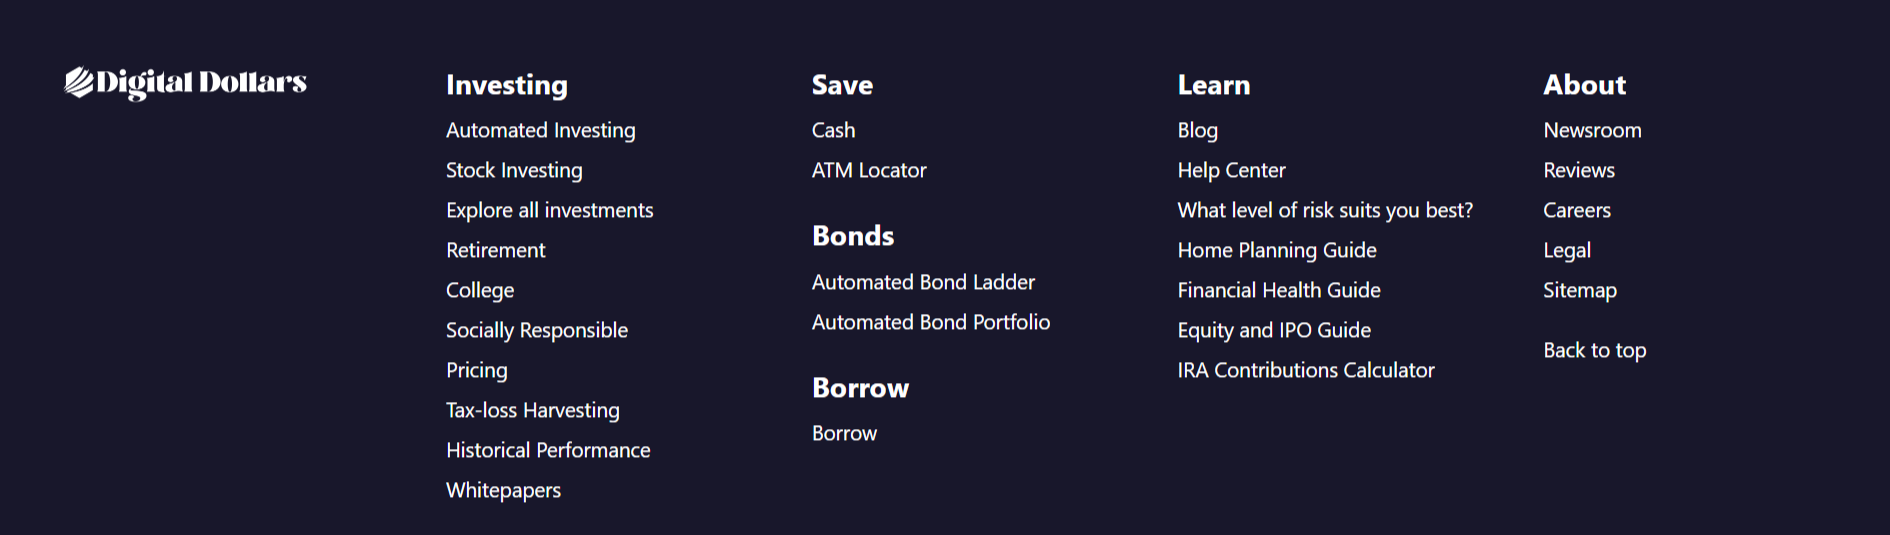 Digital Dollars
Investing
Automated Investing
Stock Investing
Explore all investments
Retirement
College
Socially Responsible
Pricing
Tax-loss Harvesting
Historical Performance
Whitepapers
Save
Cash
ATM Locator
Bonds
Automated Bond Ladder
Automated Bond Portfolio
Borrow
Borrow
Learn
Blog
Help Center
What level of risk suits you best?
Home Planning Guide
Financial Health Guide
Equity and IPO Guide
IRA Contributions Calculator
About
Newsroom
Reviews
Careers
Legal
Sitemap
Back to top